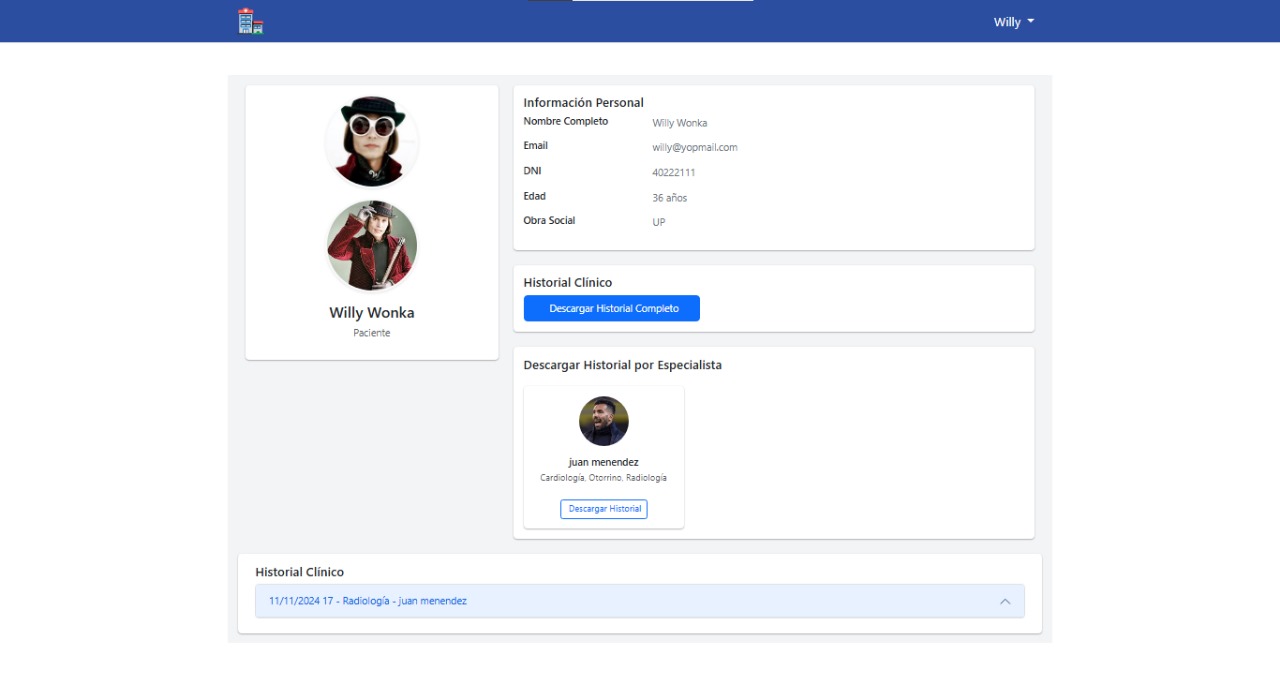 Willy
Willy Wonka
Paciente
Información Personal
Nombre Completo Willy Wonka
Email willy@yopmail.com
DNI 40222111
Edad 36 años
Obra Social UP
Historial Clínico
Descargar Historial Completo
Descargar Historial por Especialista
juan menendez
Cardiología, Otorrino, Radiología
Descargar Historial
Historial Clínico
11/11/2024 17 - Radiología - juan menendez